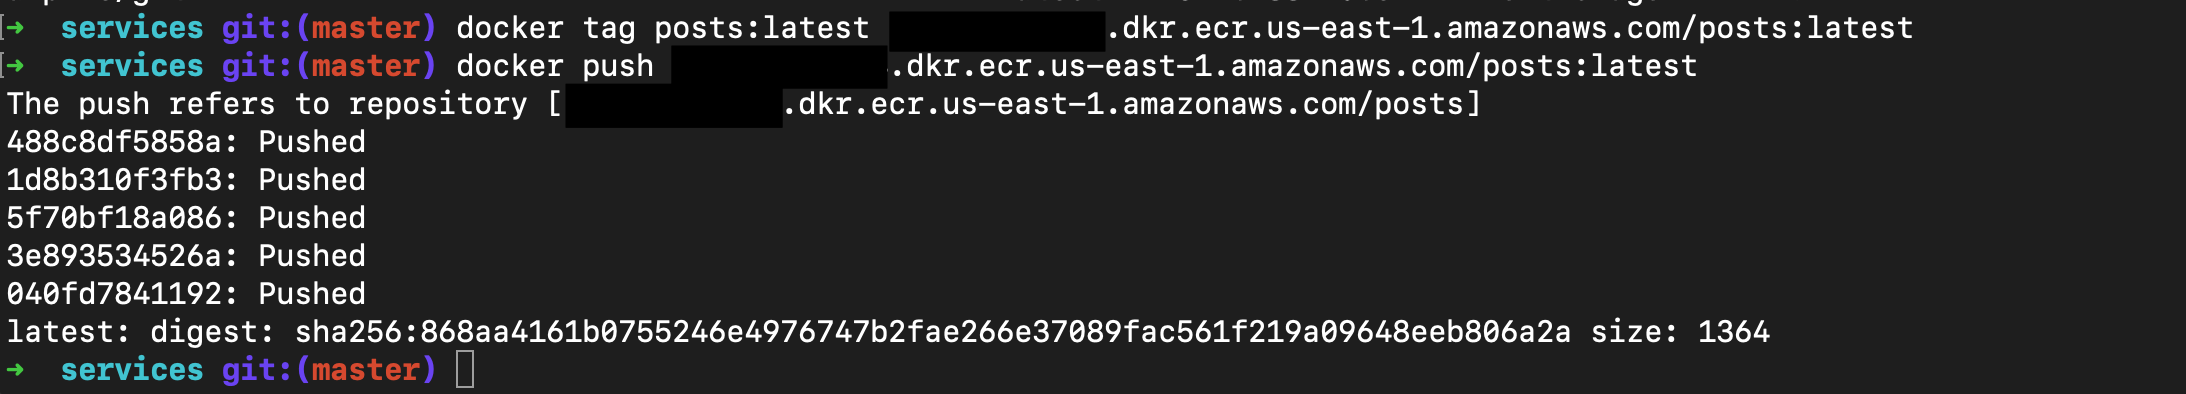 ➜ services git:(master) docker tag posts:latest .dkr.ecr.us-east-1.amazonaws.com/posts:latest
➜ services git:(master) docker push .dkr.ecr.us-east-1.amazonaws.com/posts:latest
The push refers to repository [ .dkr.ecr.us-east-1.amazonaws.com/posts]
488c8df5858a: Pushed
1d8b310f3fb3: Pushed
5f70bf18a086: Pushed
3e893534526a: Pushed
040fd7841192: Pushed
latest: digest: sha256:868aa4161b0755246e4976747b2fae266e37089fac561f219a09648eeb806a2a size: 1364
➜ services git:(master)